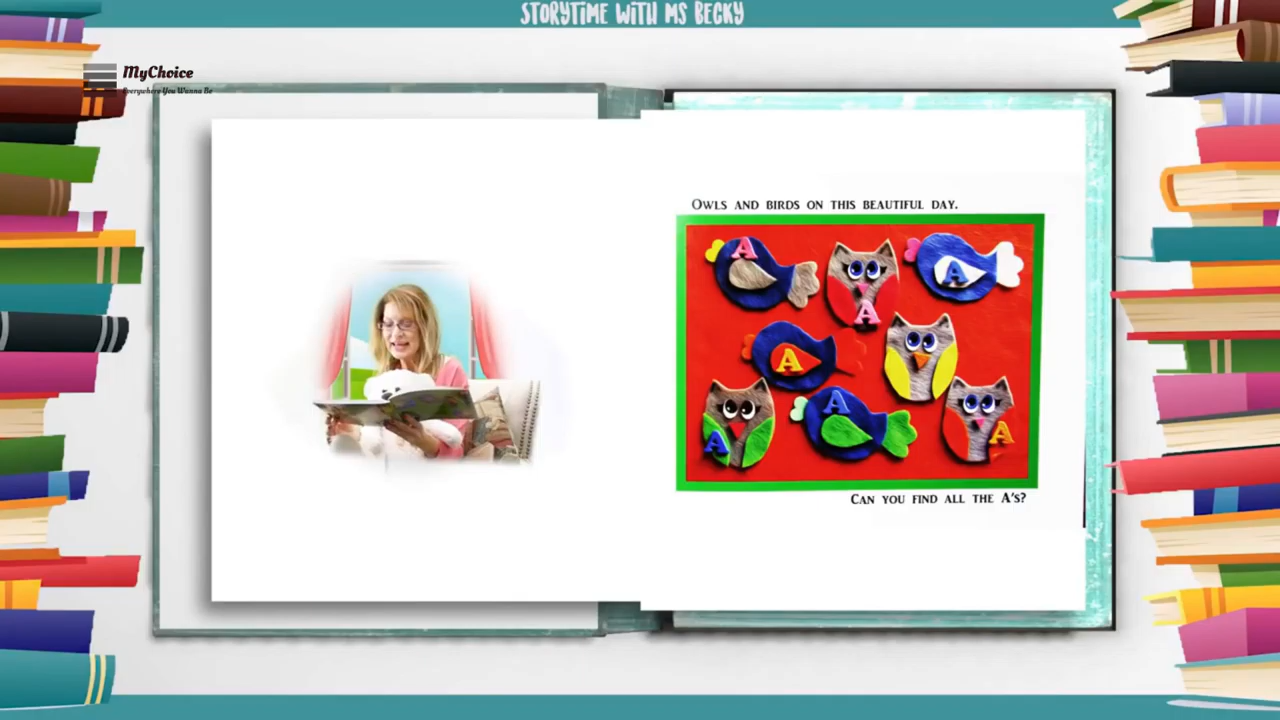 STORYTIME WITH MS BECKY
MyChoice
Everywhere You Wanna Be
OWLS AND BIRDS ON THIS BEAUTIFUL DAY.
A
A
A
A
A
A
A
CAN YOU FIND ALL THE A'S?